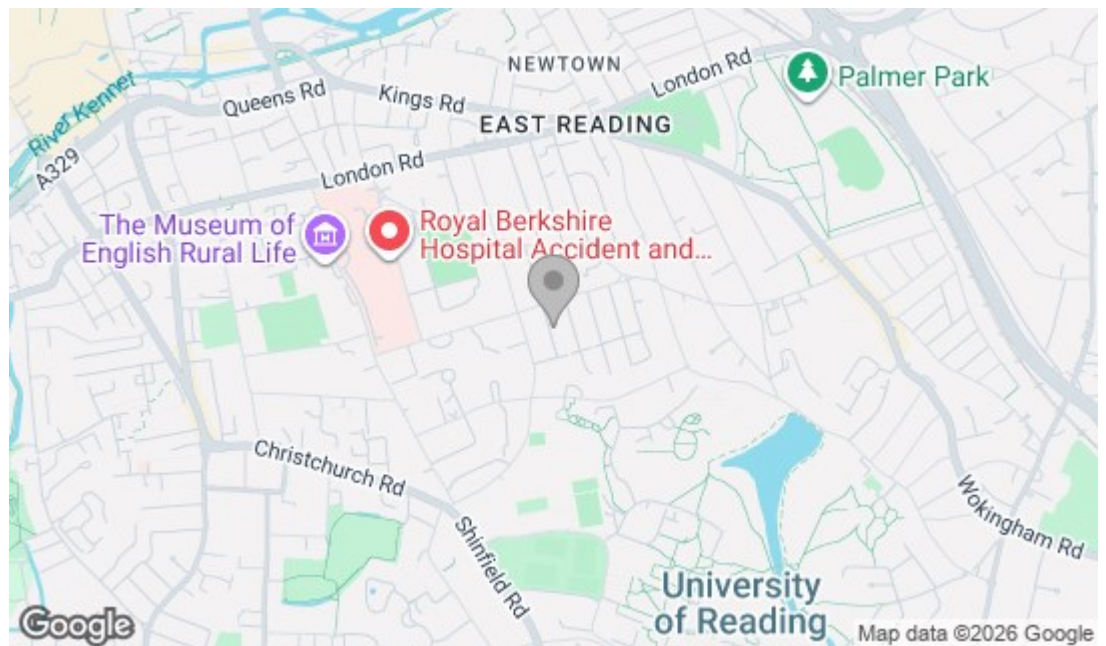 NEWTOWN
London Rd
Palmer Park
River Kennet
Queens Rd
Kings Rd
EAST READING
A329
London Rd
The Museum of
English Rural Life
Royal Berkshire
Hospital Accident and...
Christchurch Rd
Shinfield Rd
Wokingham Rd
University
of Reading
Google
Map data ©2026 Google